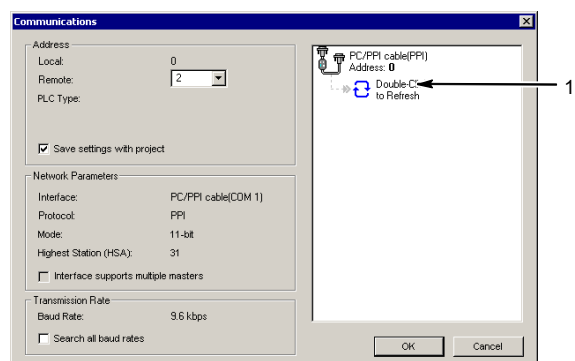 Communications
Address
Local: 0
Remote: 2
PLC Type:
Save settings with project
Network Parameters
Interface: PC/PPI cable(COM 1)
Protocol: PPI
Mode: 11-bit
Highest Station (HSA): 31
Interface supports multiple masters
Transmission Rate
Baud Rate: 9.6 kbps
Search all baud rates
PC/PPI cable(PPI)
Address: 0
Double-C
to Refresh
1
OK Cancel